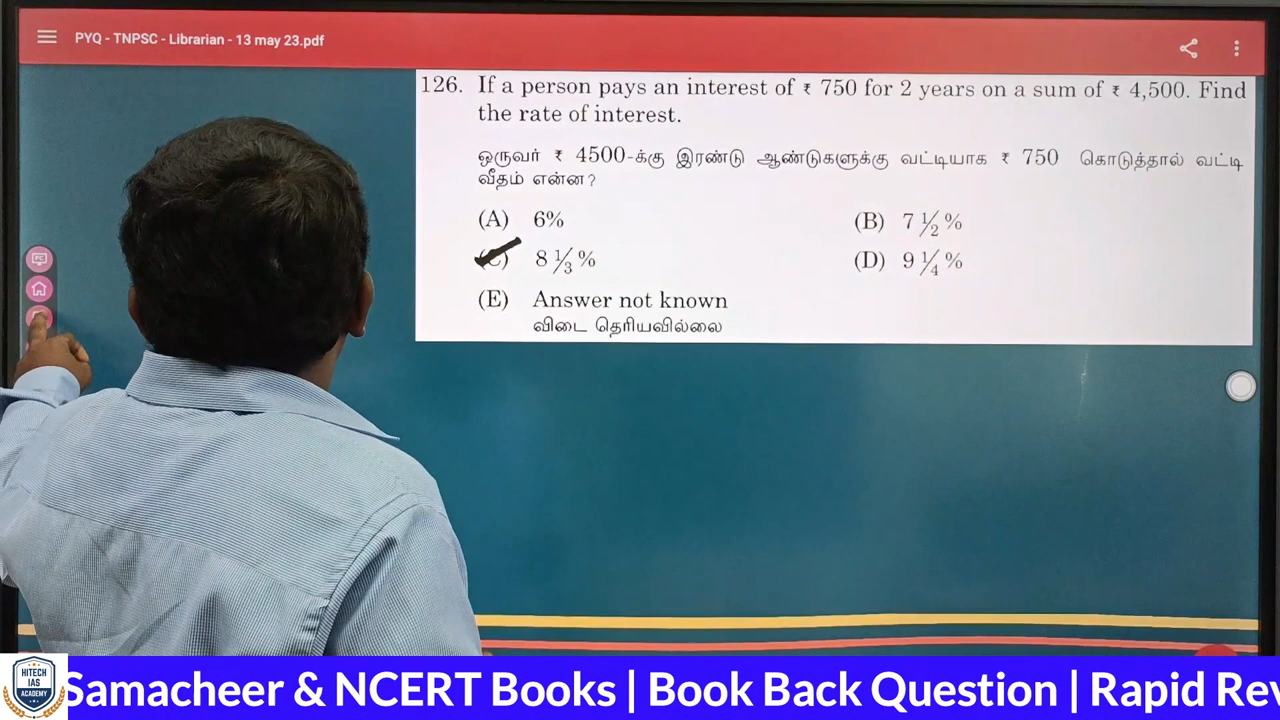 PYQ - TNPSC - Librarian - 13 may 23.pdf
126. If a person pays an interest of ₹ 750 for 2 years on a sum of ₹ 4,500. Find
the rate of interest.
ஒருவர் ₹ 4500-க்கு இரண்டு ஆண்டுகளுக்கு வட்டியாக ₹ 750 கொடுத்தால் வட்டி
வீதம் என்ன?
(A) 6% (B) 7 ½ %
(C) 8 ⅓ % (D) 9 ¼ %
(E) Answer not known
விடை தெரியவில்லை
HITECH
IAS
ACADEMY
Samacheer & NCERT Books | Book Back Question | Rapid Rev